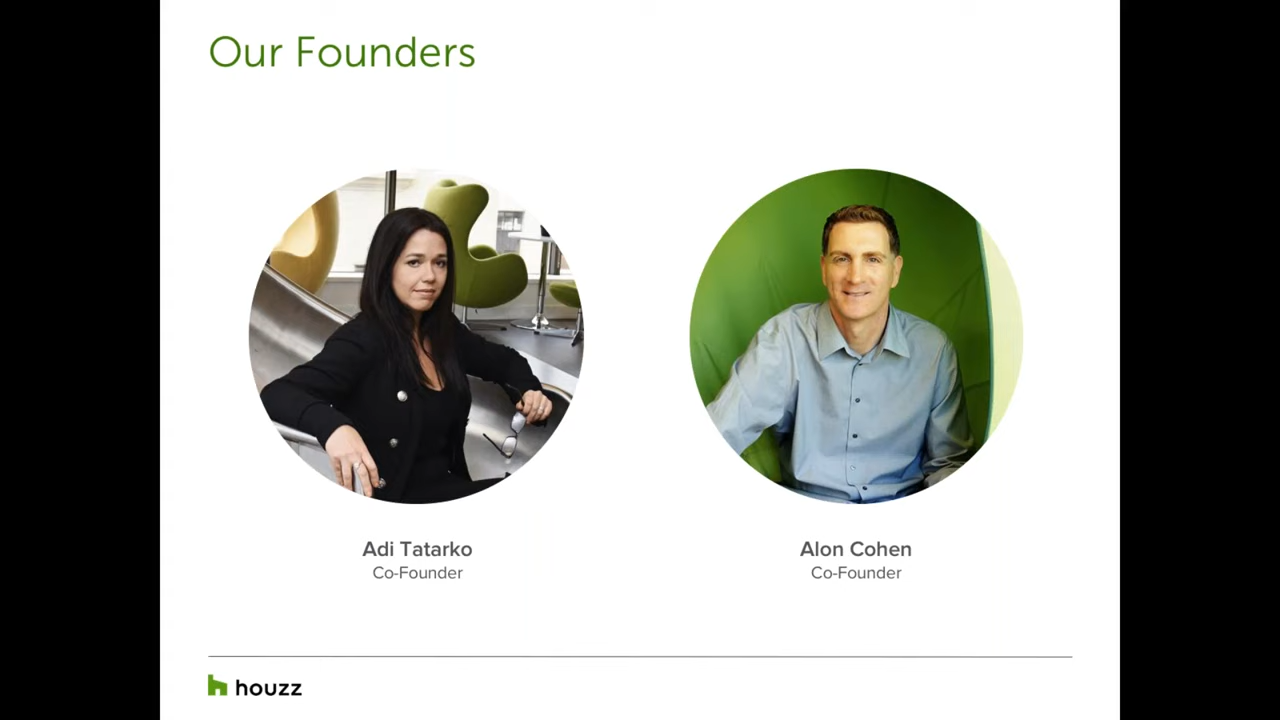 Our Founders
Adi Tatarko
Co-Founder
Alon Cohen
Co-Founder
houzz